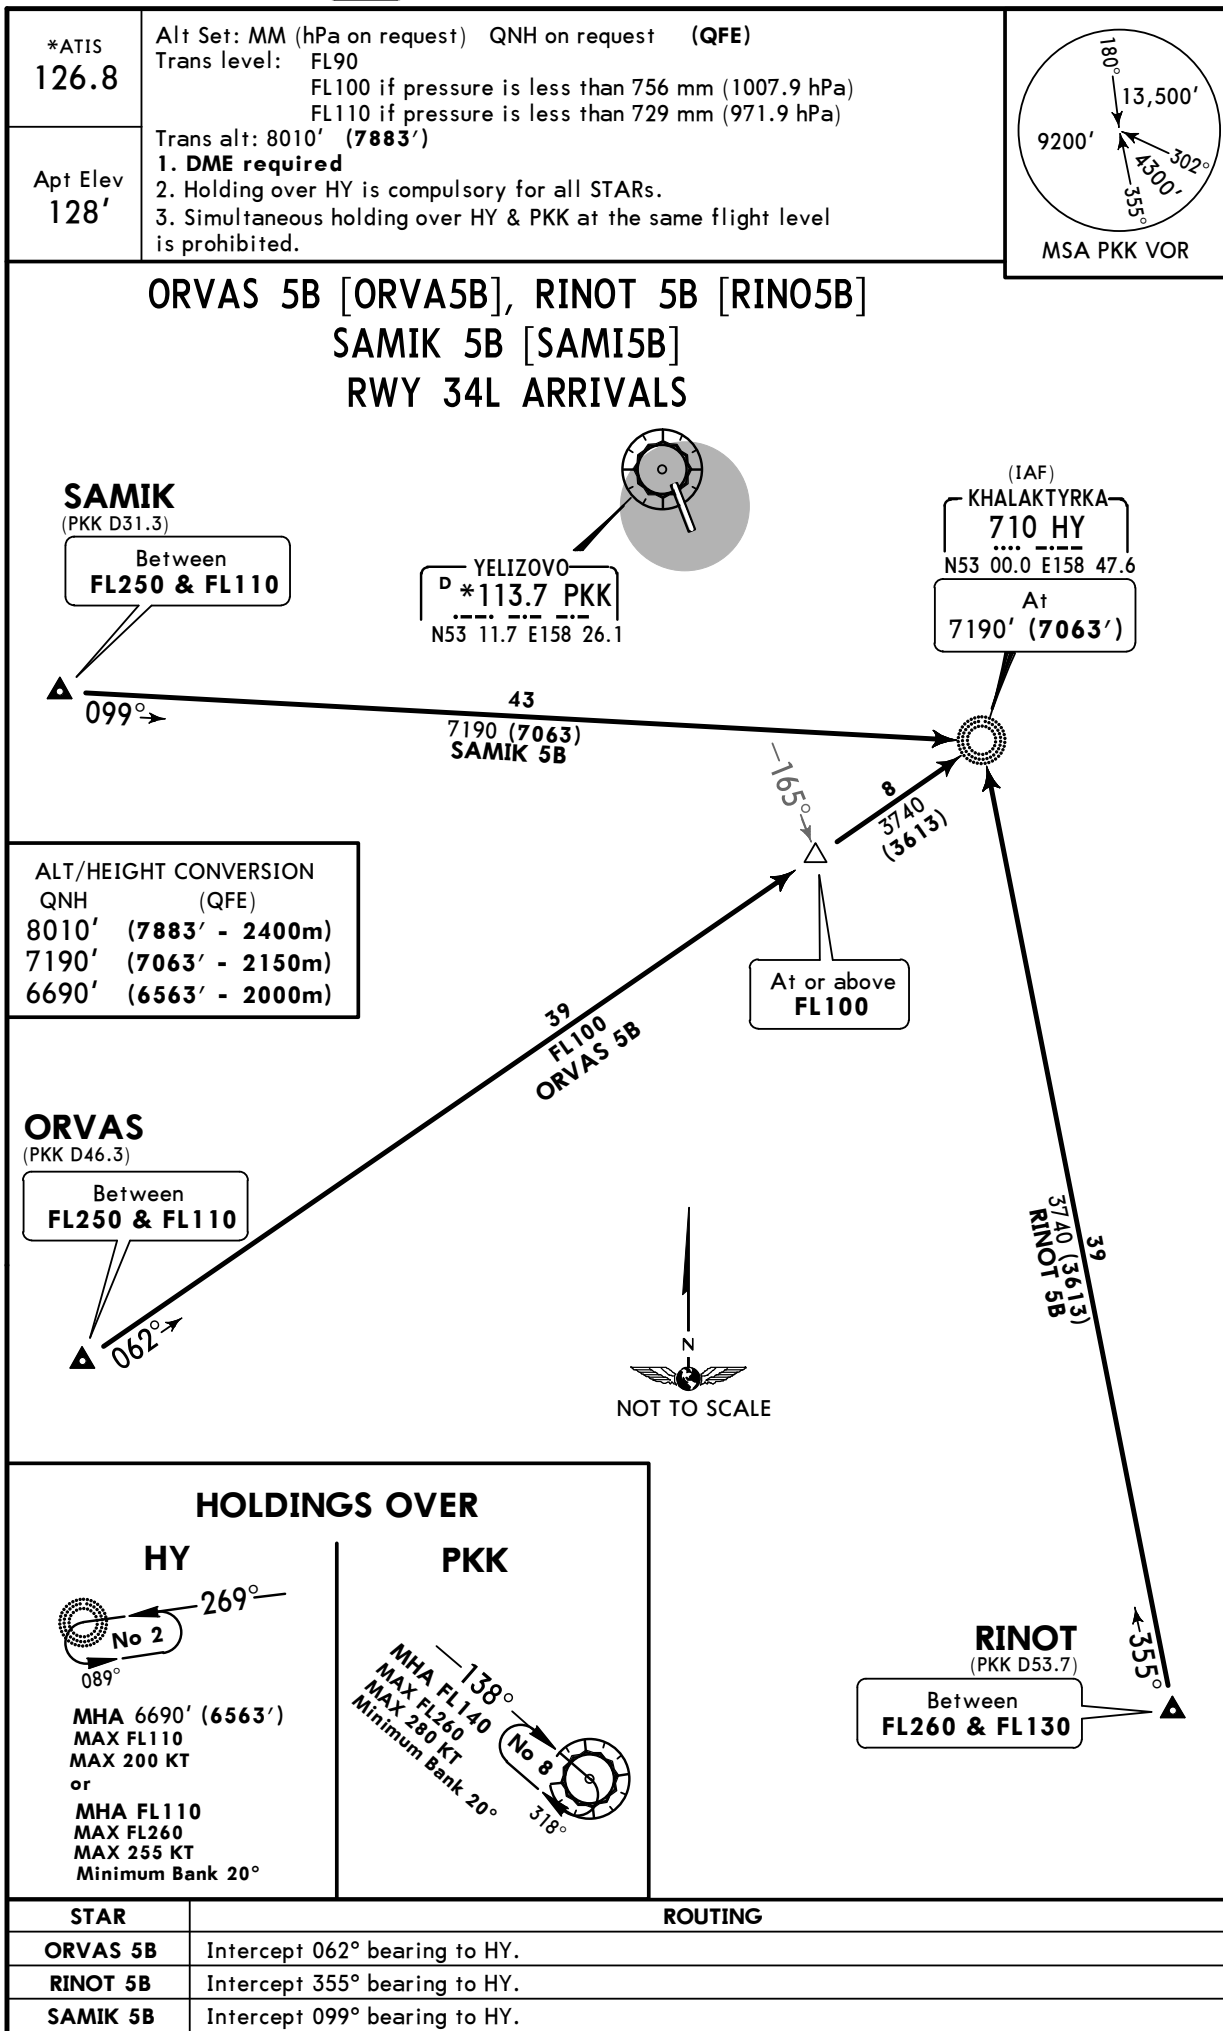 *ATIS
126.8
Apt Elev
128'
Alt Set: MM (hPa on request) QNH on request (QFE)
Trans level: FL90
FL100 if pressure is less than 756 mm (1007.9 hPa)
FL110 if pressure is less than 729 mm (971.9 hPa)
Trans alt: 8010' (7883')
1. DME required
2. Holding over HY is compulsory for all STARs.
3. Simultaneous holding over HY & PKK at the same flight level
is prohibited.
180°
13,500'
9200'
302°
4300'
355°
MSA PKK VOR
ORVAS 5B [ORVA5B], RINOT 5B [RINO5B]
SAMIK 5B [SAMI5B]
RWY 34L ARRIVALS
SAMIK
(PKK D31.3)
Between
FL250 & FL110
YELIZOVO
D *113.7 PKK
N53 11.7 E158 26.1
(IAF)
KHALAKTYRKA
710 HY
N53 00.0 E158 47.6
At
7190' (7063')
099°
43
7190 (7063)
SAMIK 5B
165°
8
3740
(3613)
ALT/HEIGHT CONVERSION
QNH (QFE)
8010' (7883' - 2400m)
7190' (7063' - 2150m)
6690' (6563' - 2000m)
At or above
FL100
39
FL100
ORVAS 5B
ORVAS
(PKK D46.3)
Between
FL250 & FL110
062°
39
3740 (3613)
RINOT 5B
N
NOT TO SCALE
RINOT
(PKK D53.7)
Between
FL260 & FL130
355°
HOLDINGS OVER
HY
269°
No 2
089°
MHA 6690' (6563')
MAX FL110
MAX 200 KT
or
MHA FL110
MAX FL260
MAX 255 KT
Minimum Bank 20°
PKK
138°
MHA FL140
MAX FL260
MAX 280 KT
Minimum Bank 20°
No 8
318°
STAR ROUTING
ORVAS 5B Intercept 062° bearing to HY.
RINOT 5B Intercept 355° bearing to HY.
SAMIK 5B Intercept 099° bearing to HY.